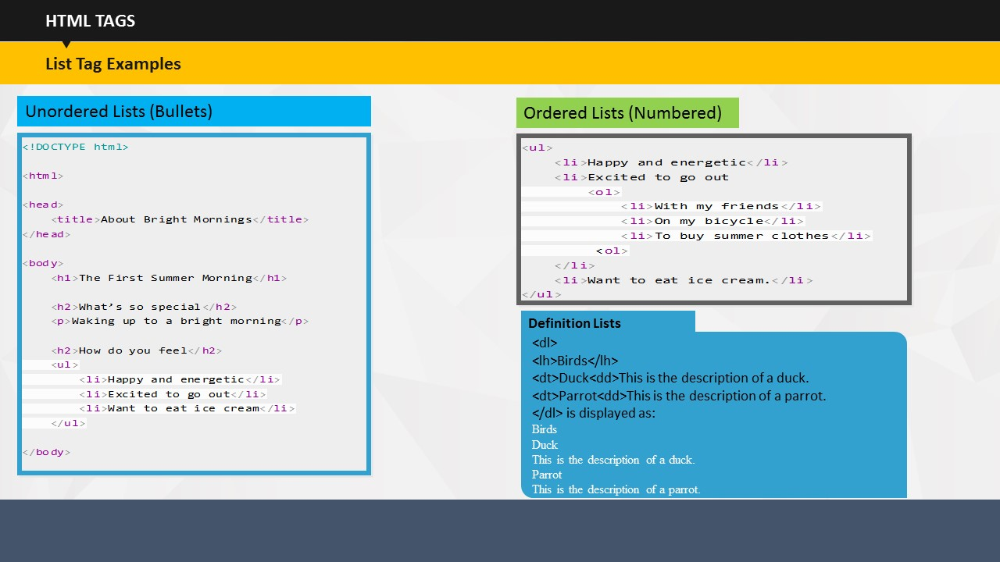 HTML TAGS
List Tag Examples
Unordered Lists (Bullets)
<!DOCTYPE html>
<html>
<head>
<title>About Bright Mornings</title>
</head>
<body>
<h1>The First Summer Morning</h1>
<h2>What’s so special</h2>
<p>Waking up to a bright morning</p>
<h2>How do you feel</h2>
<ul>
<li>Happy and energetic</li>
<li>Excited to go out</li>
<li>Want to eat ice cream</li>
</ul>
</body>
Ordered Lists (Numbered)
<ul>
<li>Happy and energetic</li>
<li>Excited to go out
<ol>
<li>With my friends</li>
<li>On my bicycle</li>
<li>To buy summer clothes</li>
<ol>
</li>
<li>Want to eat ice cream.</li>
</ul>
Definition Lists
<dl>
<lh>Birds</lh>
<dt>Duck<dd>This is the description of a duck.
<dt>Parrot<dd>This is the description of a parrot.
</dl> is displayed as:
Birds
Duck
This is the description of a duck.
Parrot
This is the description of a parrot.